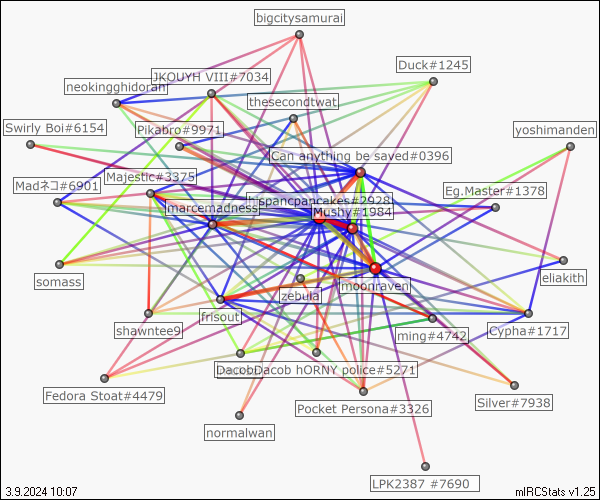 bigcitysamurai
Duck#1245
JKOUYH VIII#7034
neokingghidorah
thesecondtwat
Swirly Boi#6154
Pikabro#9971
yoshimanden
Can anything be saved#0396
Majestic#3375
Madネコ#6901
Eg.Master#1378
hispancpancakes#2928
marcemadness
Mushy#1984
somass
eliakith
moonraven
zebula
frisout
shawntee9
ming#4742
Cypha#1717
Dacob hORNY police#5271
Fedora Stoat#4479
Pocket Persona#3326
Silver#7938
normalwan
LPK2387 #7690
3.9.2024 10:07
mIRCStats v1.25